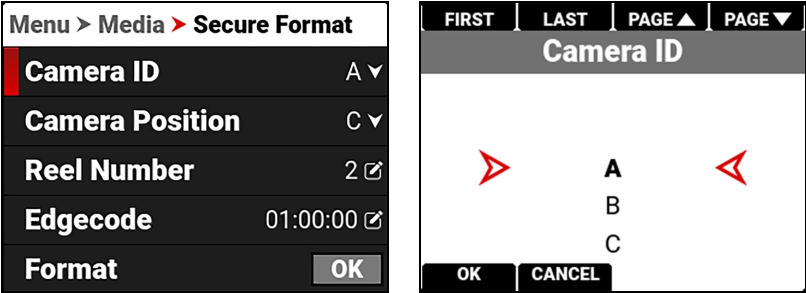 Menu > Media > Secure Format
Camera ID A
Camera Position C
Reel Number 2
Edgecode 01:00:00
Format OK
FIRST LAST PAGE▲ PAGE▼
Camera ID
A
B
C
OK CANCEL